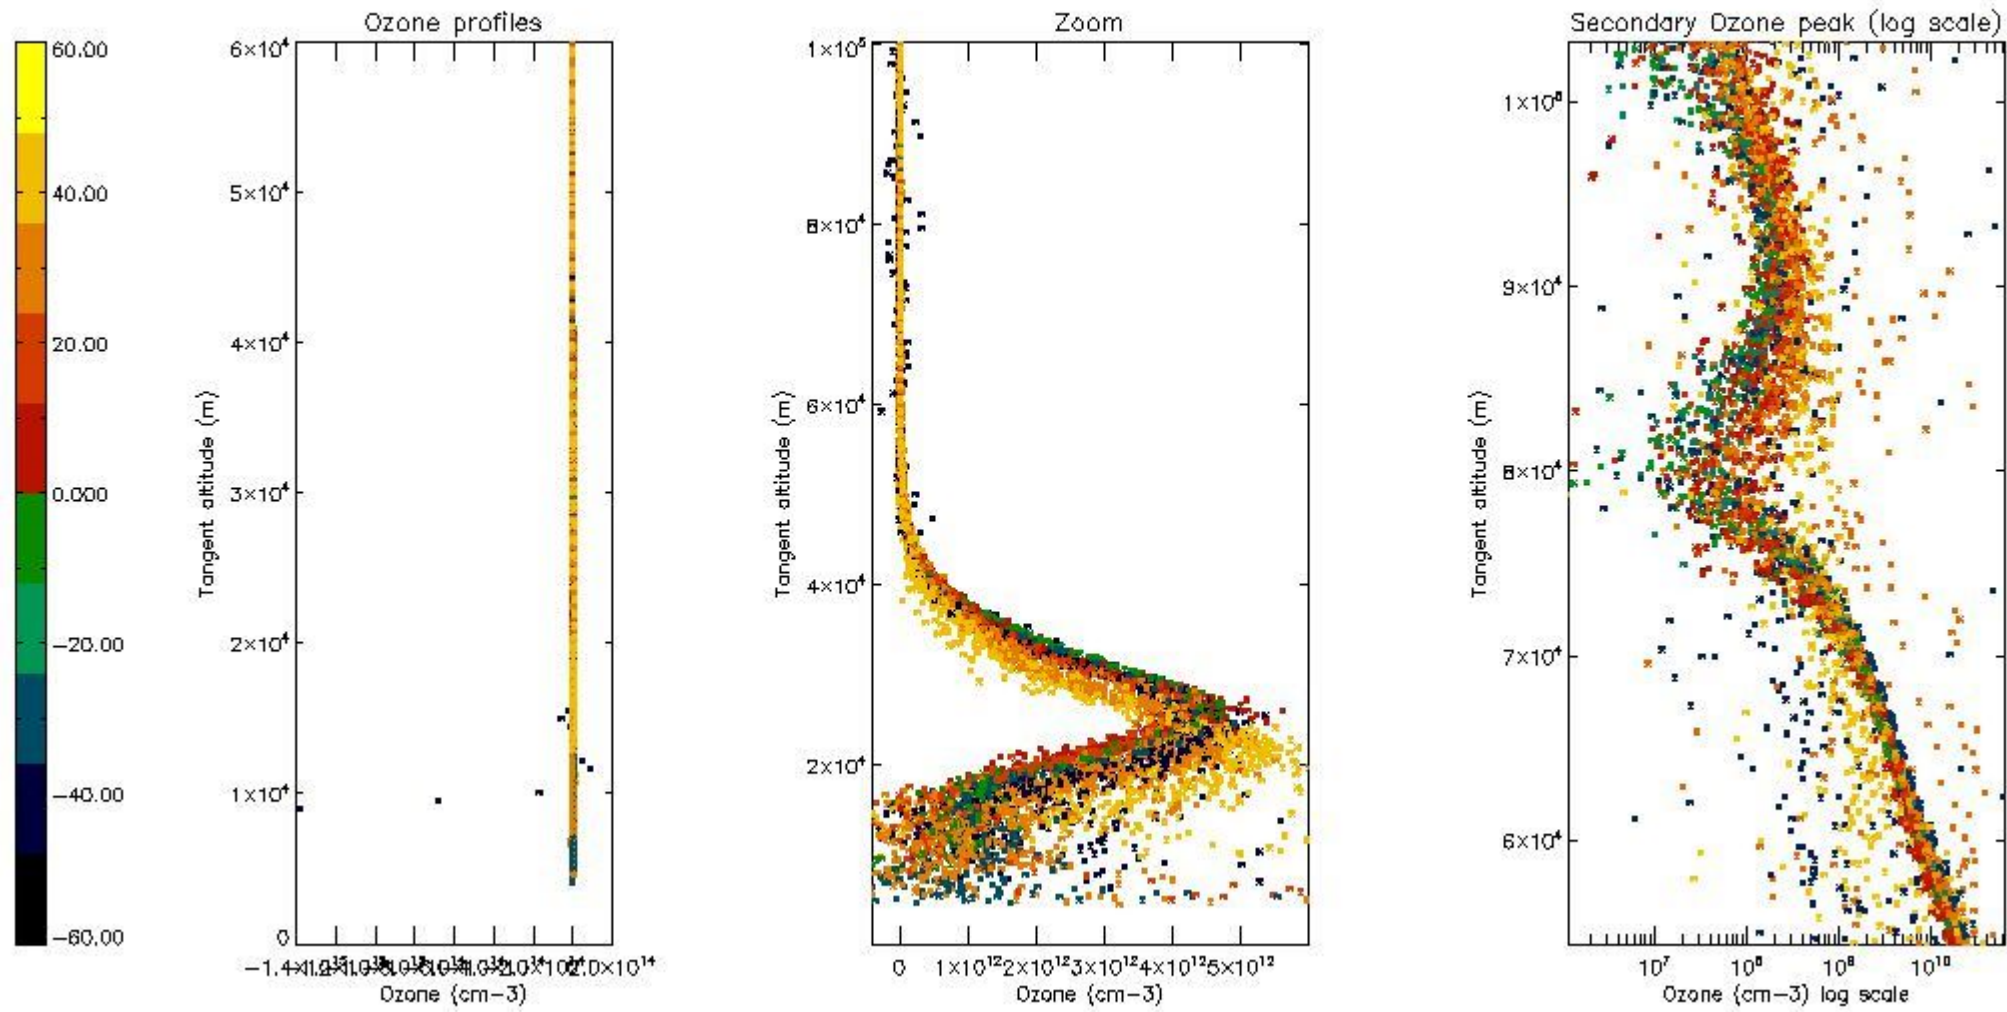 Ozone profiles
Zoom
Secondary Ozone peak (log scale)
60.00
40.00
20.00
0.000
−20.00
−40.00
−60.00
6×10⁴
5×10⁴
4×10⁴
3×10⁴
2×10⁴
1×10⁴
0
Tangent altitude (m)
2.0×10¹⁴
Ozone (cm−3)
1×10⁵
8×10⁴
6×10⁴
4×10⁴
2×10⁴
Tangent altitude (m)
0 1×10¹² 2×10¹² 3×10¹² 4×10¹² 5×10¹²
Ozone (cm−3)
1×10⁵
9×10⁴
8×10⁴
7×10⁴
6×10⁴
Tangent altitude (m)
10⁷ 10⁸ 10⁹ 10¹⁰
Ozone (cm−3) log scale